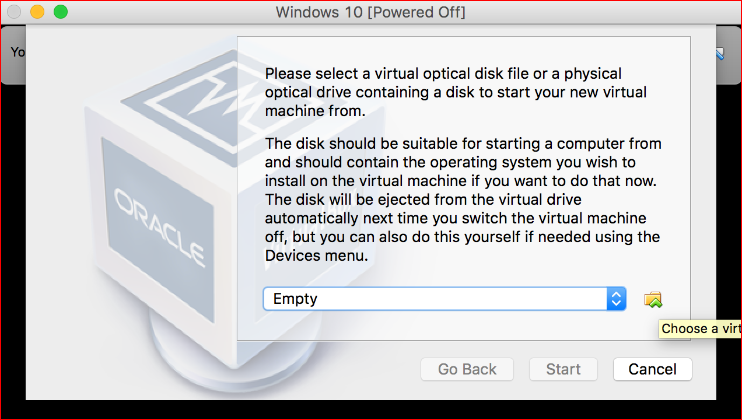 Windows 10 [Powered Off]
Yo
Please select a virtual optical disk file or a physical
optical drive containing a disk to start your new virtual
machine from.
The disk should be suitable for starting a computer from
and should contain the operating system you wish to
install on the virtual machine if you want to do that now.
The disk will be ejected from the virtual drive
automatically next time you switch the virtual machine
off, but you can also do this yourself if needed using the
Devices menu.
ORACLE
Empty
Choose a virt
Go Back
Start
Cancel